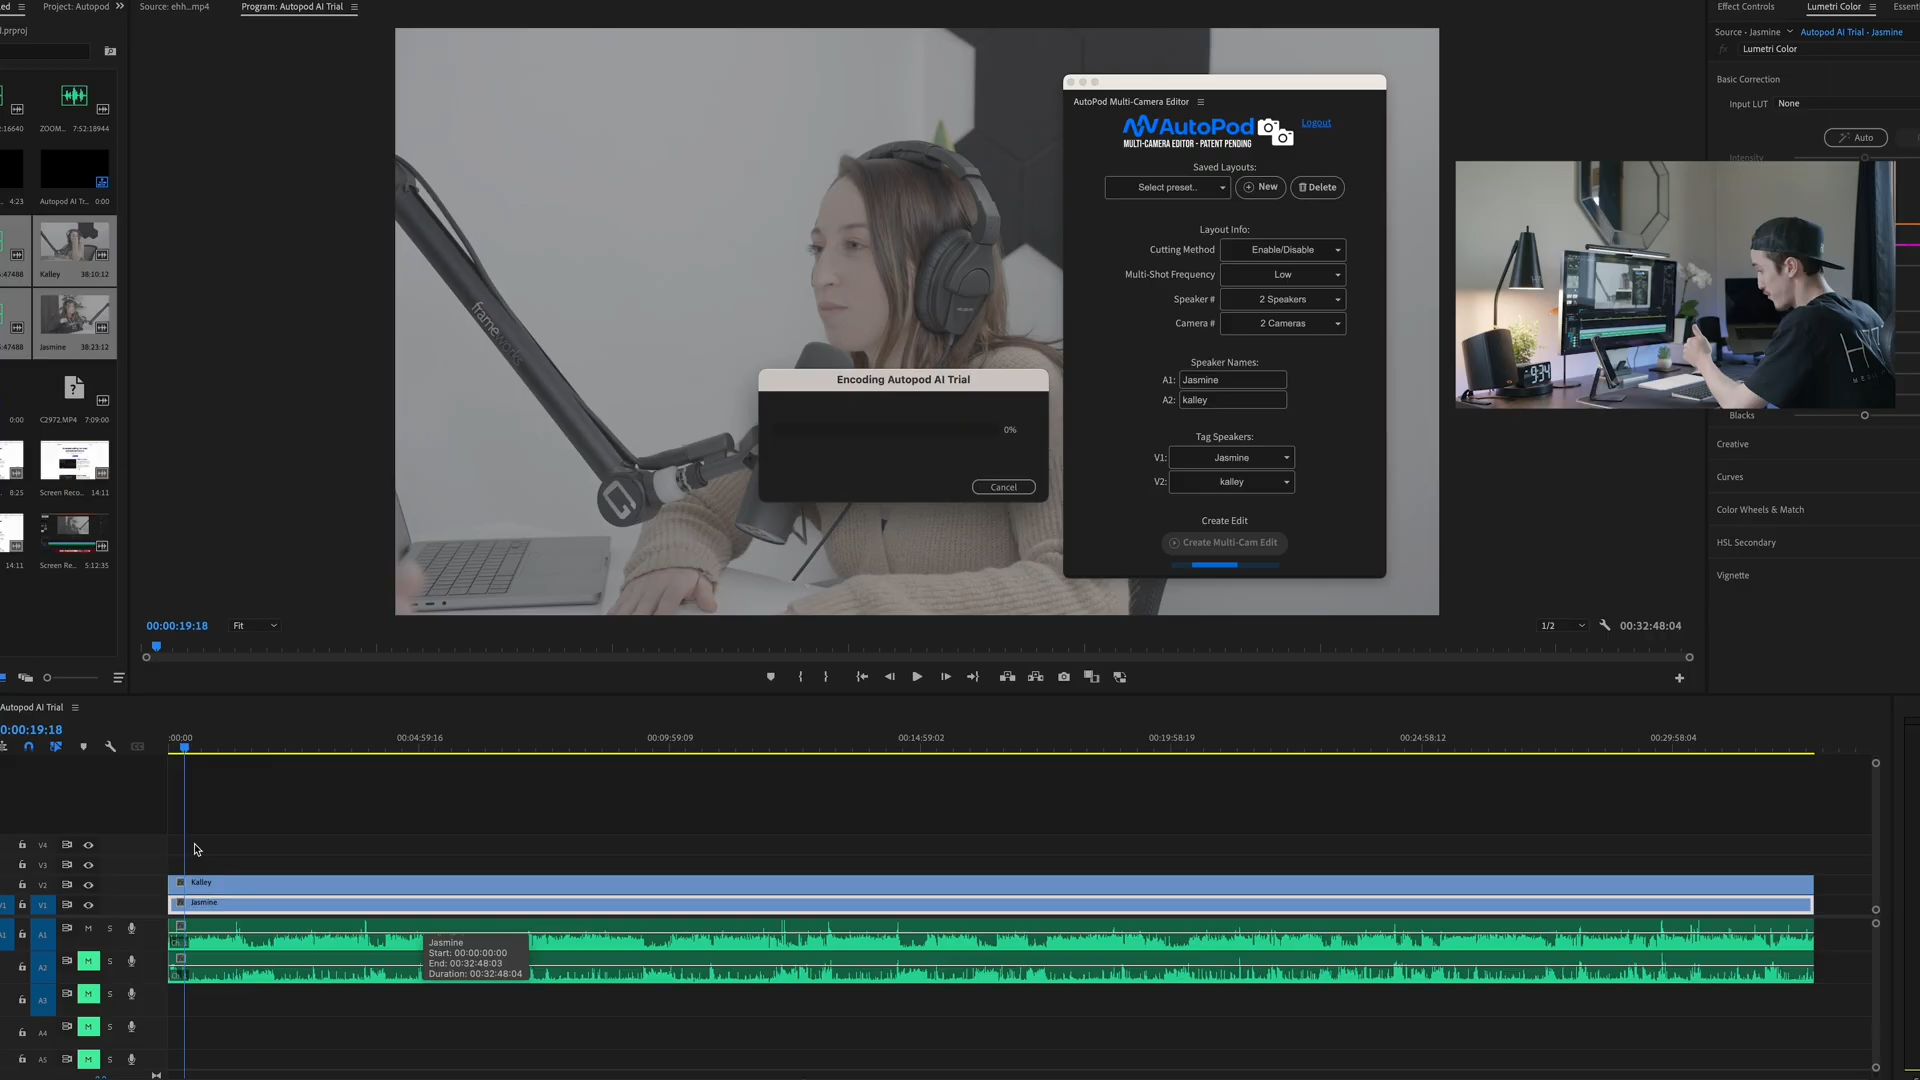 Project: Autopod
Source: ehh...mp4
Program: Autopod AI Trial
Effect Controls
Lumetri Color
Source • Jasmine
Autopod AI Trial • Jasmine
fx
Lumetri Color
Basic Correction
Input LUT
None
Auto
Intensity
Blacks
Creative
Curves
Color Wheels & Match
HSL Secondary
Vignette
ZOOM...
7:52:18944
4:23
Autopod AI Tr...
0:00
Kalley
38:10:12
Jasmine
38:23:12
0:00
C2972.MP4
7:09:00
8:25
Screen Reco...
14:11
14:11
Screen Re...
5:12:35
frameworks
AutoPod Multi-Camera Editor
AutoPod
MULTI-CAMERA EDITOR - PATENT PENDING
Logout
Saved Layouts:
Select preset..
New
Delete
Layout Info:
Cutting Method
Enable/Disable
Multi-Shot Frequency
Low
Speaker #
2 Speakers
Camera #
2 Cameras
Speaker Names:
A1:
Jasmine
A2:
kalley
Tag Speakers:
V1:
Jasmine
V2:
kalley
Create Edit
Create Multi-Cam Edit
Encoding Autopod AI Trial
0%
Cancel
9:34
00:00:19:18
Fit
1/2
00:32:48:04
Autopod AI Trial
0:00:19:18
:00:00
00:04:59:16
00:09:59:09
00:14:59:02
00:19:58:19
00:24:58:12
00:29:58:04
V4
V3
V2
Kalley
V1
V1
Jasmine
A1
A1
M
S
A2
M
S
A3
M
S
A4
M
S
A5
M
S
Jasmine
Start: 00:00:00:00
End: 00:32:48:03
Duration: 00:32:48:04